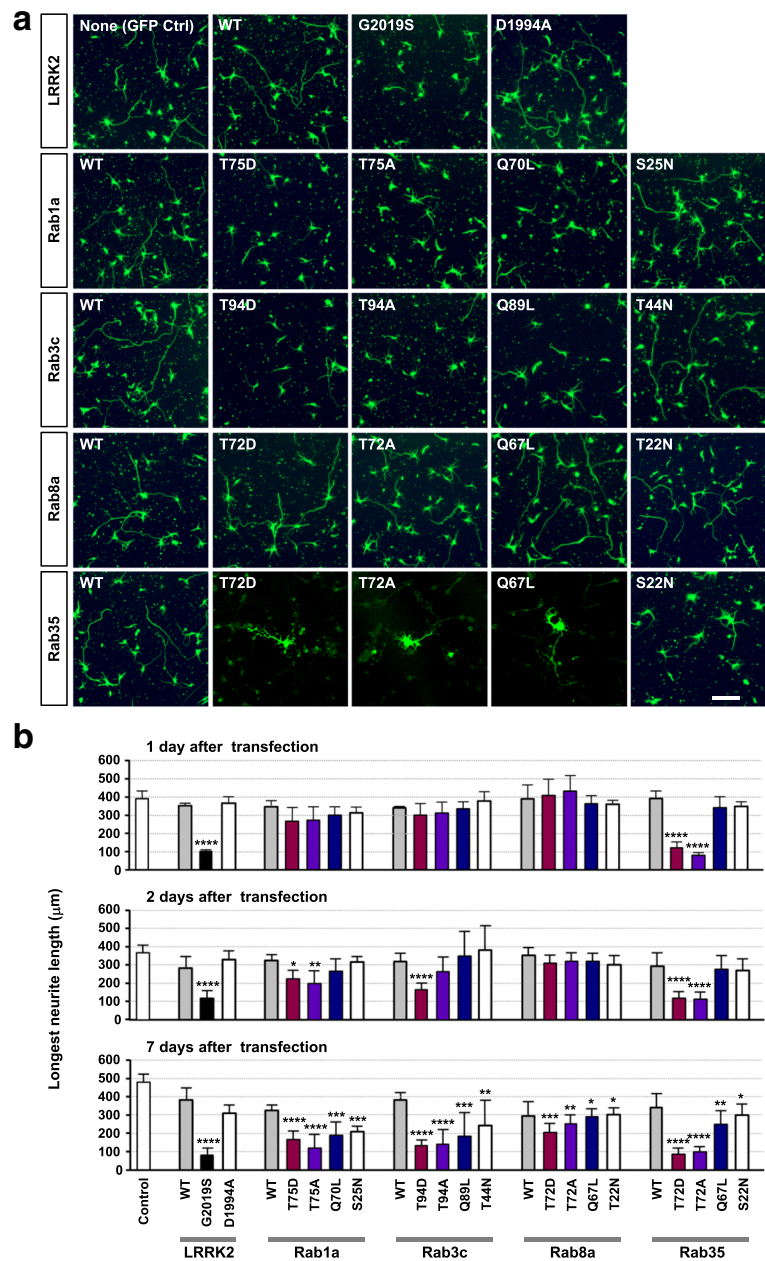 a
LRRK2
None (GFP Ctrl) WT G2019S D1994A
Rab1a
WT T75D T75A Q70L S25N
Rab3c
WT T94D T94A Q89L T44N
Rab8a
WT T72D T72A Q67L T22N
Rab35
WT T72D T72A Q67L S22N
b
Longest neurite length (µm)
1 day after transfection
600
500
400
300
200
100
0
**** **** ****
2 days after transfection
600
500
400
300
200
100
0
**** * ** **** **** ****
7 days after transfection
600
500
400
300
200
100
0
**** **** **** *** *** **** **** *** ** *** ** * * **** **** ** *
Control WT G2019S D1994A WT T75D T75A Q70L S25N WT T94D T94A Q89L T44N WT T72D T72A Q67L T22N WT T72D T72A Q67L S22N
LRRK2 Rab1a Rab3c Rab8a Rab35